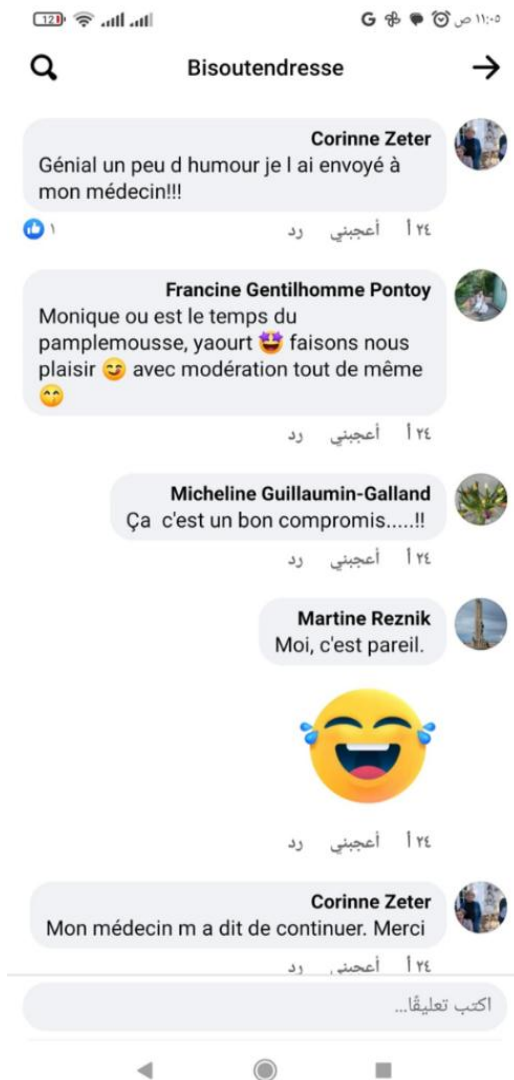 12 ١١:٠٥ ص
Bisoutendresse
Corinne Zeter
Génial un peu d humour je l ai envoyé à
mon médecin!!!
٢٤ أ أعجبني رد
١
Francine Gentilhomme Pontoy
Monique ou est le temps du
pamplemousse, yaourt 🤩 faisons nous
plaisir 😋 avec modération tout de même
😁
٢٤ أ أعجبني رد
Micheline Guillaumin-Galland
Ça c'est un bon compromis.....!!
٢٤ أ أعجبني رد
Martine Reznik
Moi, c'est pareil.
٢٤ أ أعجبني رد
Corinne Zeter
Mon médecin m a dit de continuer. Merci
٢٤ أ أعجبني رد
اكتب تعليقًا...